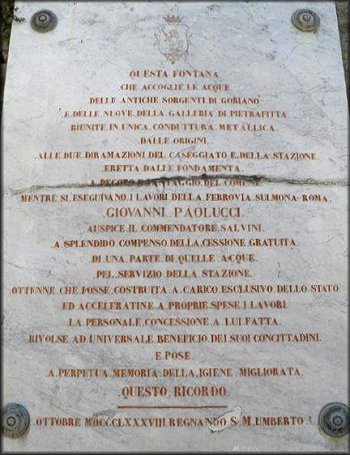 QUESTA FONTANA
CHE ACCOGLIE LE ACQUE
DELLE ANTICHE SORGENTI DI GORIANO
E DELLE NUOVE DELLA GALLERIA DI PIETRAFITTA
RIUNITE IN UNICA CONDUTTURA METALLICA
DALLE ORIGINI
ALLE DUE DIRAMAZIONI DEL CASEGGIATO E DELLA STAZIONE
ERETTA DALLE FONDAMENTA
A DECORO E VANTAGGIO DEL COMUNE
MENTRE SI ESEGUIVANO I LAVORI DELLA FERROVIA SULMONA-ROMA
GIOVANNI PAOLUCCI
AUSPICE IL COMMENDATORE SALVINI
A SPLENDIDO COMPENSO DELLA CESSIONE GRATUITA
DI UNA PARTE DI QUELLE ACQUE
PEL SERVIZIO DELLA STAZIONE
OTTENNE CHE FOSSE COSTRUITA A CARICO ESCLUSIVO DELLO STATO
ED ACCELERATINE A PROPRIE SPESE I LAVORI
LA PERSONALE CONCESSIONE A LUI FATTA
RIVOLSE AD UNIVERSALE BENEFICIO DEI SUOI CONCITTADINI
E POSE
A PERPETUA MEMORIA DELLA IGIENE MIGLIORATA
QUESTO RICORDO
OTTOBRE MDCCCLXXXVIII REGNANDO S. M. UMBERTO I